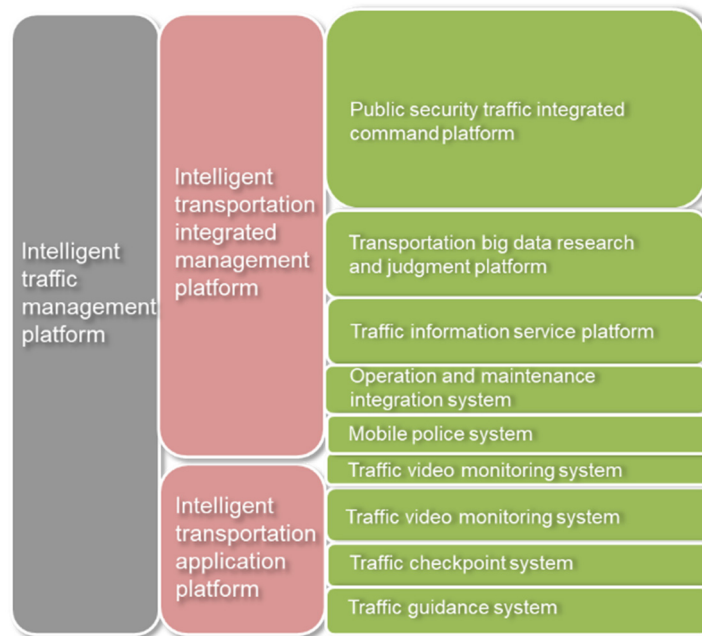 Intelligent
traffic
management
platform
Intelligent
transportation
integrated
management
platform
Intelligent
transportation
application
platform
Public security traffic integrated
command platform
Transportation big data research
and judgment platform
Traffic information service platform
Operation and maintenance
integration system
Mobile police system
Traffic video monitoring system
Traffic video monitoring system
Traffic checkpoint system
Traffic guidance system